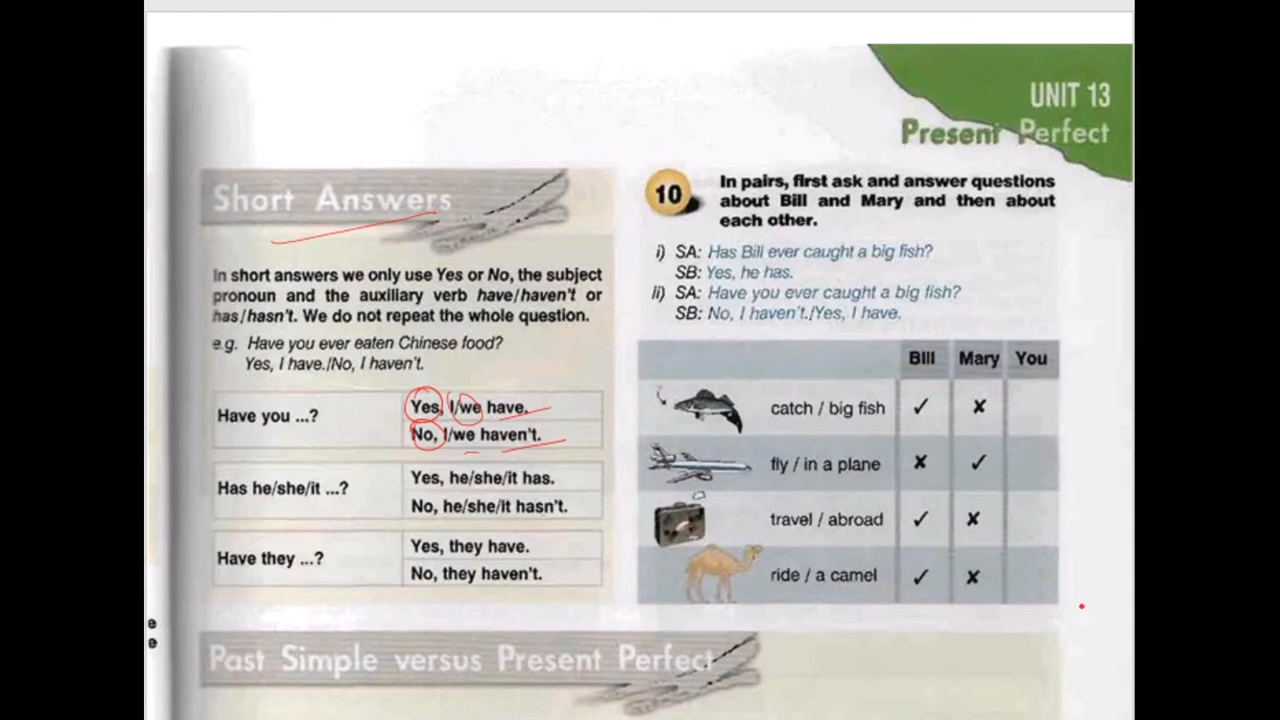 UNIT 13
Present Perfect
Short Answers
In short answers we only use Yes or No, the subject
pronoun and the auxiliary verb have/haven't or
has/hasn't. We do not repeat the whole question.
e.g. Have you ever eaten Chinese food?
Yes, I have./No, I haven't.
Have you ...?
Yes, I/we have.
No, I/we haven't.
Has he/she/it ...?
Yes, he/she/it has.
No, he/she/it hasn't.
Have they ...?
Yes, they have.
No, they haven't.
10
In pairs, first ask and answer questions
about Bill and Mary and then about
each other.
i) SA: Has Bill ever caught a big fish?
SB: Yes, he has.
ii) SA: Have you ever caught a big fish?
SB: No, I haven't./Yes, I have.
Bill Mary You
catch / big fish ✓ ✗
fly / in a plane ✗ ✓
travel / abroad ✓ ✗
ride / a camel ✓ ✗
e
e
Past Simple versus Present Perfect